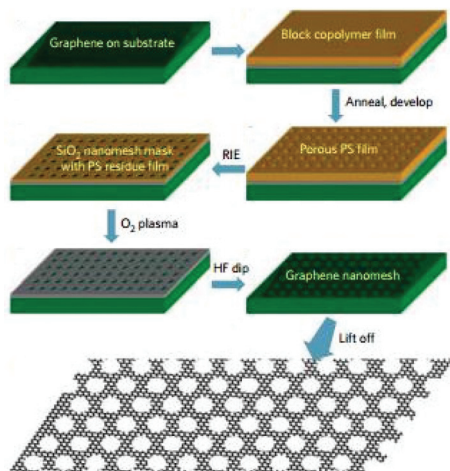 Graphene on substrate
Block copolymer film
Anneal, develop
SiO₂ nanomesh mask
with PS residue film
RIE
Porous PS film
O₂ plasma
HF dip
Graphene nanomesh
Lift off